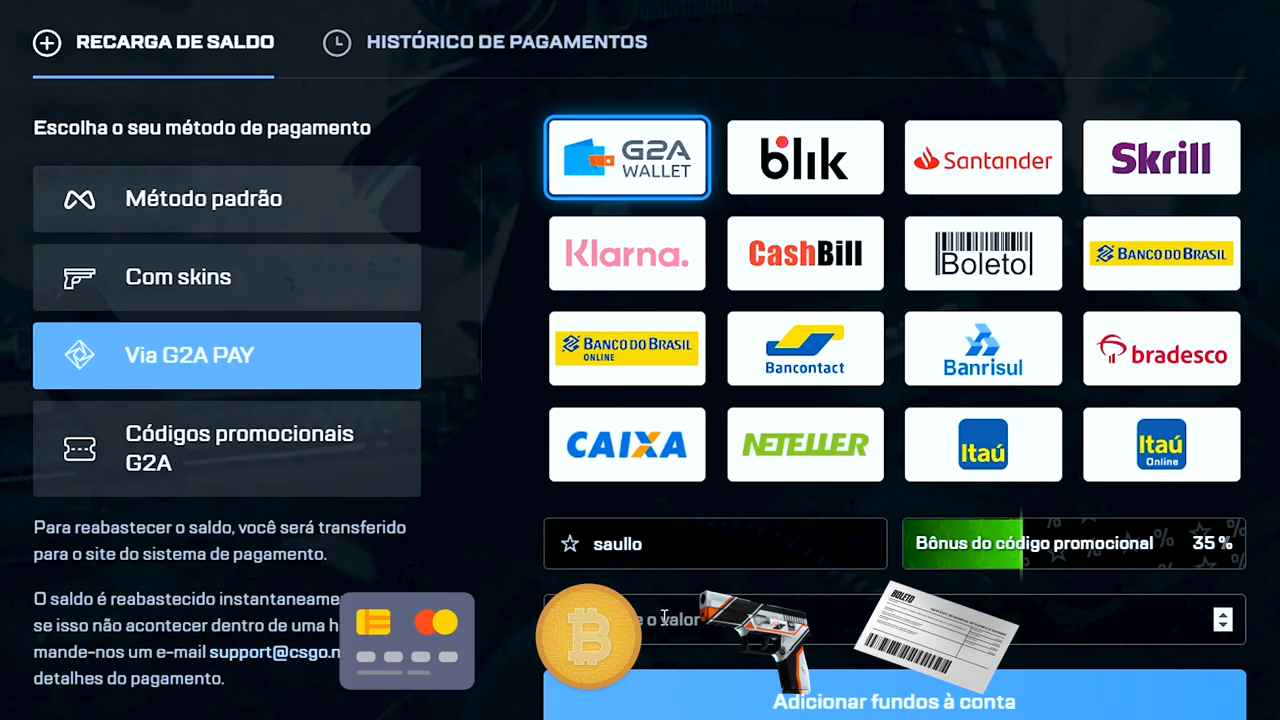 RECARGA DE SALDO
HISTÓRICO DE PAGAMENTOS
Escolha o seu método de pagamento
Método padrão
Com skins
Via G2A PAY
Códigos promocionais
G2A
Para reabastecer o saldo, você será transferido
para o site do sistema de pagamento.
O saldo é reabastecido
se isso não acontecer dentro de uma
mande-nos um e-mail
detalhes do pagamento.
G2A
WALLET
blik
Santander
Skrill
Klarna.
CashBill
Boleto
BANCO DO BRASIL
BANCO DO BRASIL
ONLINE
Bancontact
Banrisul
bradesco
CAIXA
NETELLER
Itaú
Itaú
Online
saullo
Bônus do código promocional 35 %
o valor
BOLETO
Adicionar fundos à conta